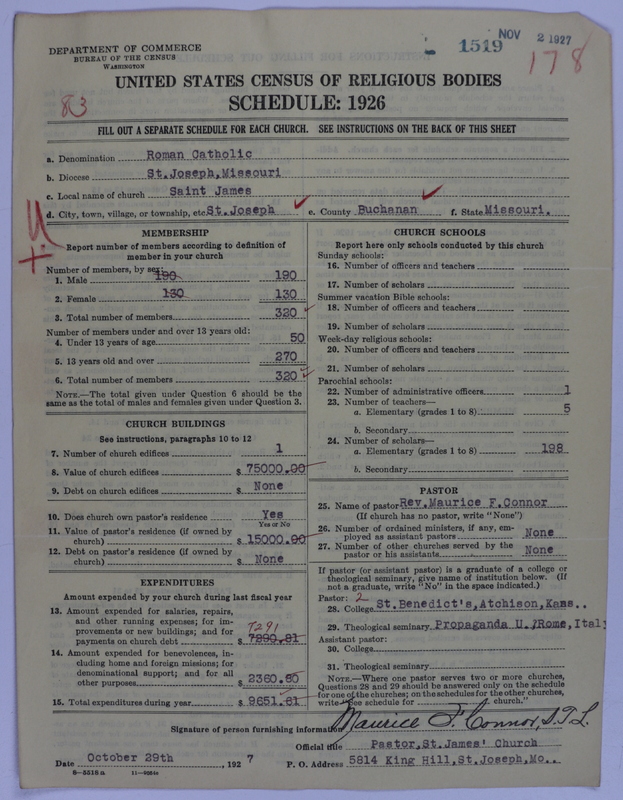 DEPARTMENT OF COMMERCE
BUREAU OF THE CENSUS
WASHINGTON
1519 NOV 2 1927
178
83
UNITED STATES CENSUS OF RELIGIOUS BODIES
SCHEDULE: 1926
FILL OUT A SEPARATE SCHEDULE FOR EACH CHURCH. SEE INSTRUCTIONS ON THE BACK OF THIS SHEET
a. Denomination Roman Catholic
b. Diocese St.Joseph,Missouri
c. Local name of church Saint James
d. City, town, village, or township, etc. St.Joseph e. County Buchanan f. State Missouri.
MEMBERSHIP
Report number of members according to definition of
member in your church
Number of members, by sex:
1. Male 190 190
2. Female 130 130
3. Total number of members 320
Number of members under and over 13 years old:
4. Under 13 years of age 50
5. 13 years old and over 270
6. Total number of members 320
NOTE.—The total given under Question 6 should be
same as the total of males and females given under Question 3.
CHURCH BUILDINGS
See instructions, paragraphs 10 to 12
7. Number of church edifices 1
8. Value of church edifices $ 75000.00
9. Debt on church edifices $ None
10. Does church own pastor's residence Yes
Yes or No
11. Value of pastor's residence (if owned by
church) $ 15000.00
12. Debt on pastor's residence (if owned by
church) $ None
EXPENDITURES
Amount expended by your church during last fiscal year
13. Amount expended for salaries, repairs,
and other running expenses; for im-
provements or new buildings; and for
payments on church debt 7291 $ 7290.81
14. Amount expended for benevolences, in-
cluding home and foreign missions; for
denominational support; and for all
other purposes $ 2360.80
15. Total expenditures during year $ 9651.61
CHURCH SCHOOLS
Report here only schools conducted by this church
Sunday schools:
16. Number of officers and teachers
17. Number of scholars
Summer vacation Bible schools:
18. Number of officers and teachers
19. Number of scholars
Week-day religious schools:
20. Number of officers and teachers
21. Number of scholars
Parochial schools:
22. Number of administrative officers 1
23. Number of teachers—
a. Elementary (grades 1 to 8) 5
b. Secondary
24. Number of scholars—
a. Elementary (grades 1 to 8) 198
b. Secondary
PASTOR
25. Name of pastor Rev.Maurice F.Connor
(If church has no pastor, write "None")
26. Number of ordained ministers, if any, em-
ployed as assistant pastors None
27. Number of other churches served by the
pastor or his assistants None
If pastor (or assistant pastor) is a graduate of a college or
theological seminary, give name of institution below. (If
not a graduate, write "No" in the space indicated.)
Pastor: 2
28. College St.Benedict's,Atchison,Kans..
29. Theological seminary Propaganda U.,Rome,Italy
Assistant pastor:
30. College
31. Theological seminary
NOTE.—Where one pastor serves two or more churches,
Questions 28 and 29 should be answered only on the schedule
for one of the churches; on the schedules for the other churches,
write "See schedule for church."
Signature of person furnishing information Maurice F. Connor, S.T.L.
Official title Pastor,St.James' Church
Date October 29th, 1927
P. O. Address 5814 King Hill,St.Joseph,Mo..
8—5518 a